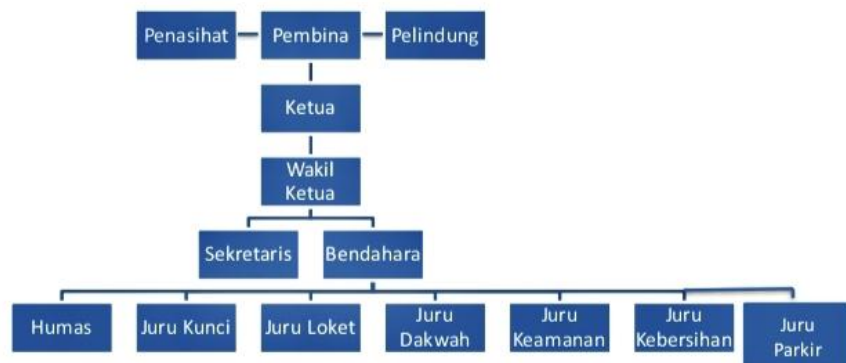 Penasihat
Pembina
Pelindung
Ketua
Wakil
Ketua
Sekretaris
Bendahara
Humas
Juru Kunci
Juru Loket
Juru
Dakwah
Juru
Keamanan
Juru
Kebersihan
Juru
Parkir